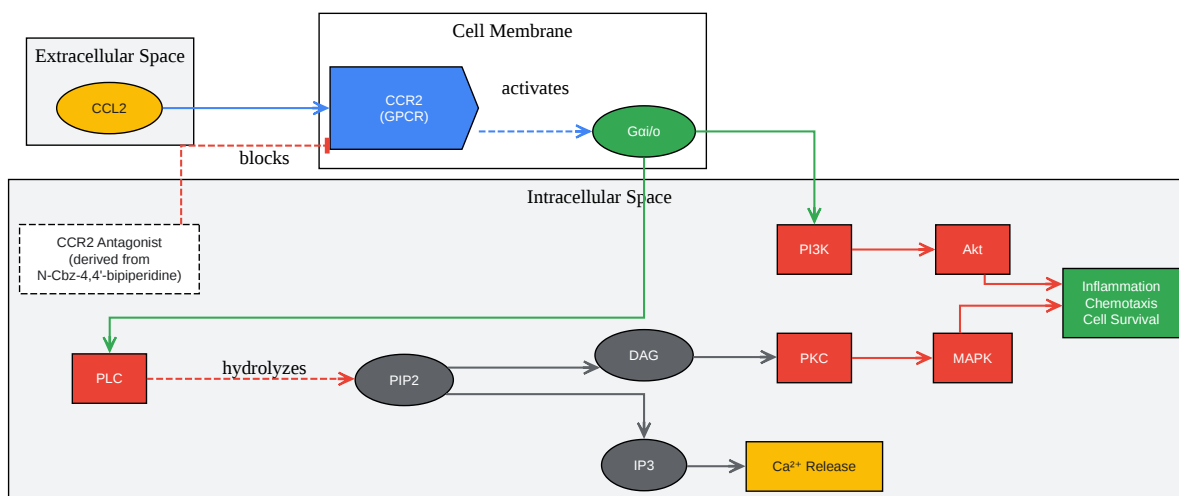 Cell Membrane
Extracellular Space
CCL2
CCR2
(GPCR)
activates
Gαi/o
blocks
Intracellular Space
CCR2 Antagonist
(derived from
N-Cbz-4,4'-bipiperidine)
PI3K
Akt
Inflammation
Chemotaxis
Cell Survival
PLC
hydrolyzes
PIP2
DAG
PKC
MAPK
IP3
Ca²⁺ Release